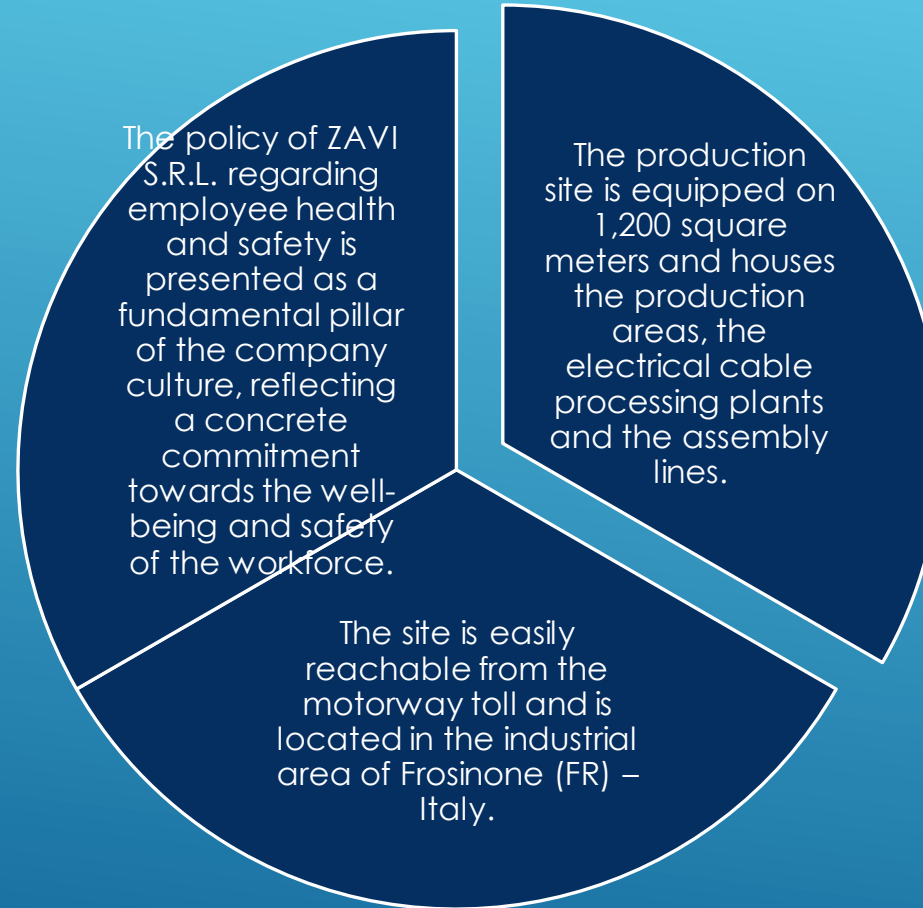 The policy of ZAVI
S.R.L. regarding
employee health
and safety is
presented as a
fundamental pillar
of the company
culture, reflecting
a concrete
commitment
towards the well-
being and safety
of the workforce.
The production
site is equipped on
1,200 square
meters and houses
the production
areas, the
electrical cable
processing plants
and the assembly
lines.
The site is easily
reachable from the
motorway toll and is
located in the industrial
area of Frosinone (FR) –
Italy.